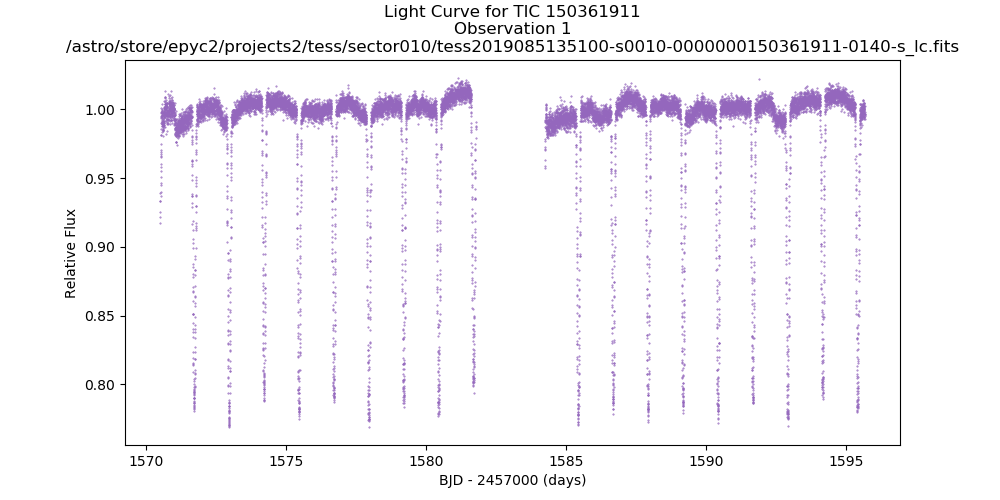 Light Curve for TIC 150361911
Observation 1
/astro/store/epyc2/projects2/tess/sector010/tess2019085135100-s0010-0000000150361911-0140-s_lc.fits
1.00
0.95
0.90
0.85
0.80
Relative Flux
1570
1575
1580
1585
1590
1595
BJD - 2457000 (days)